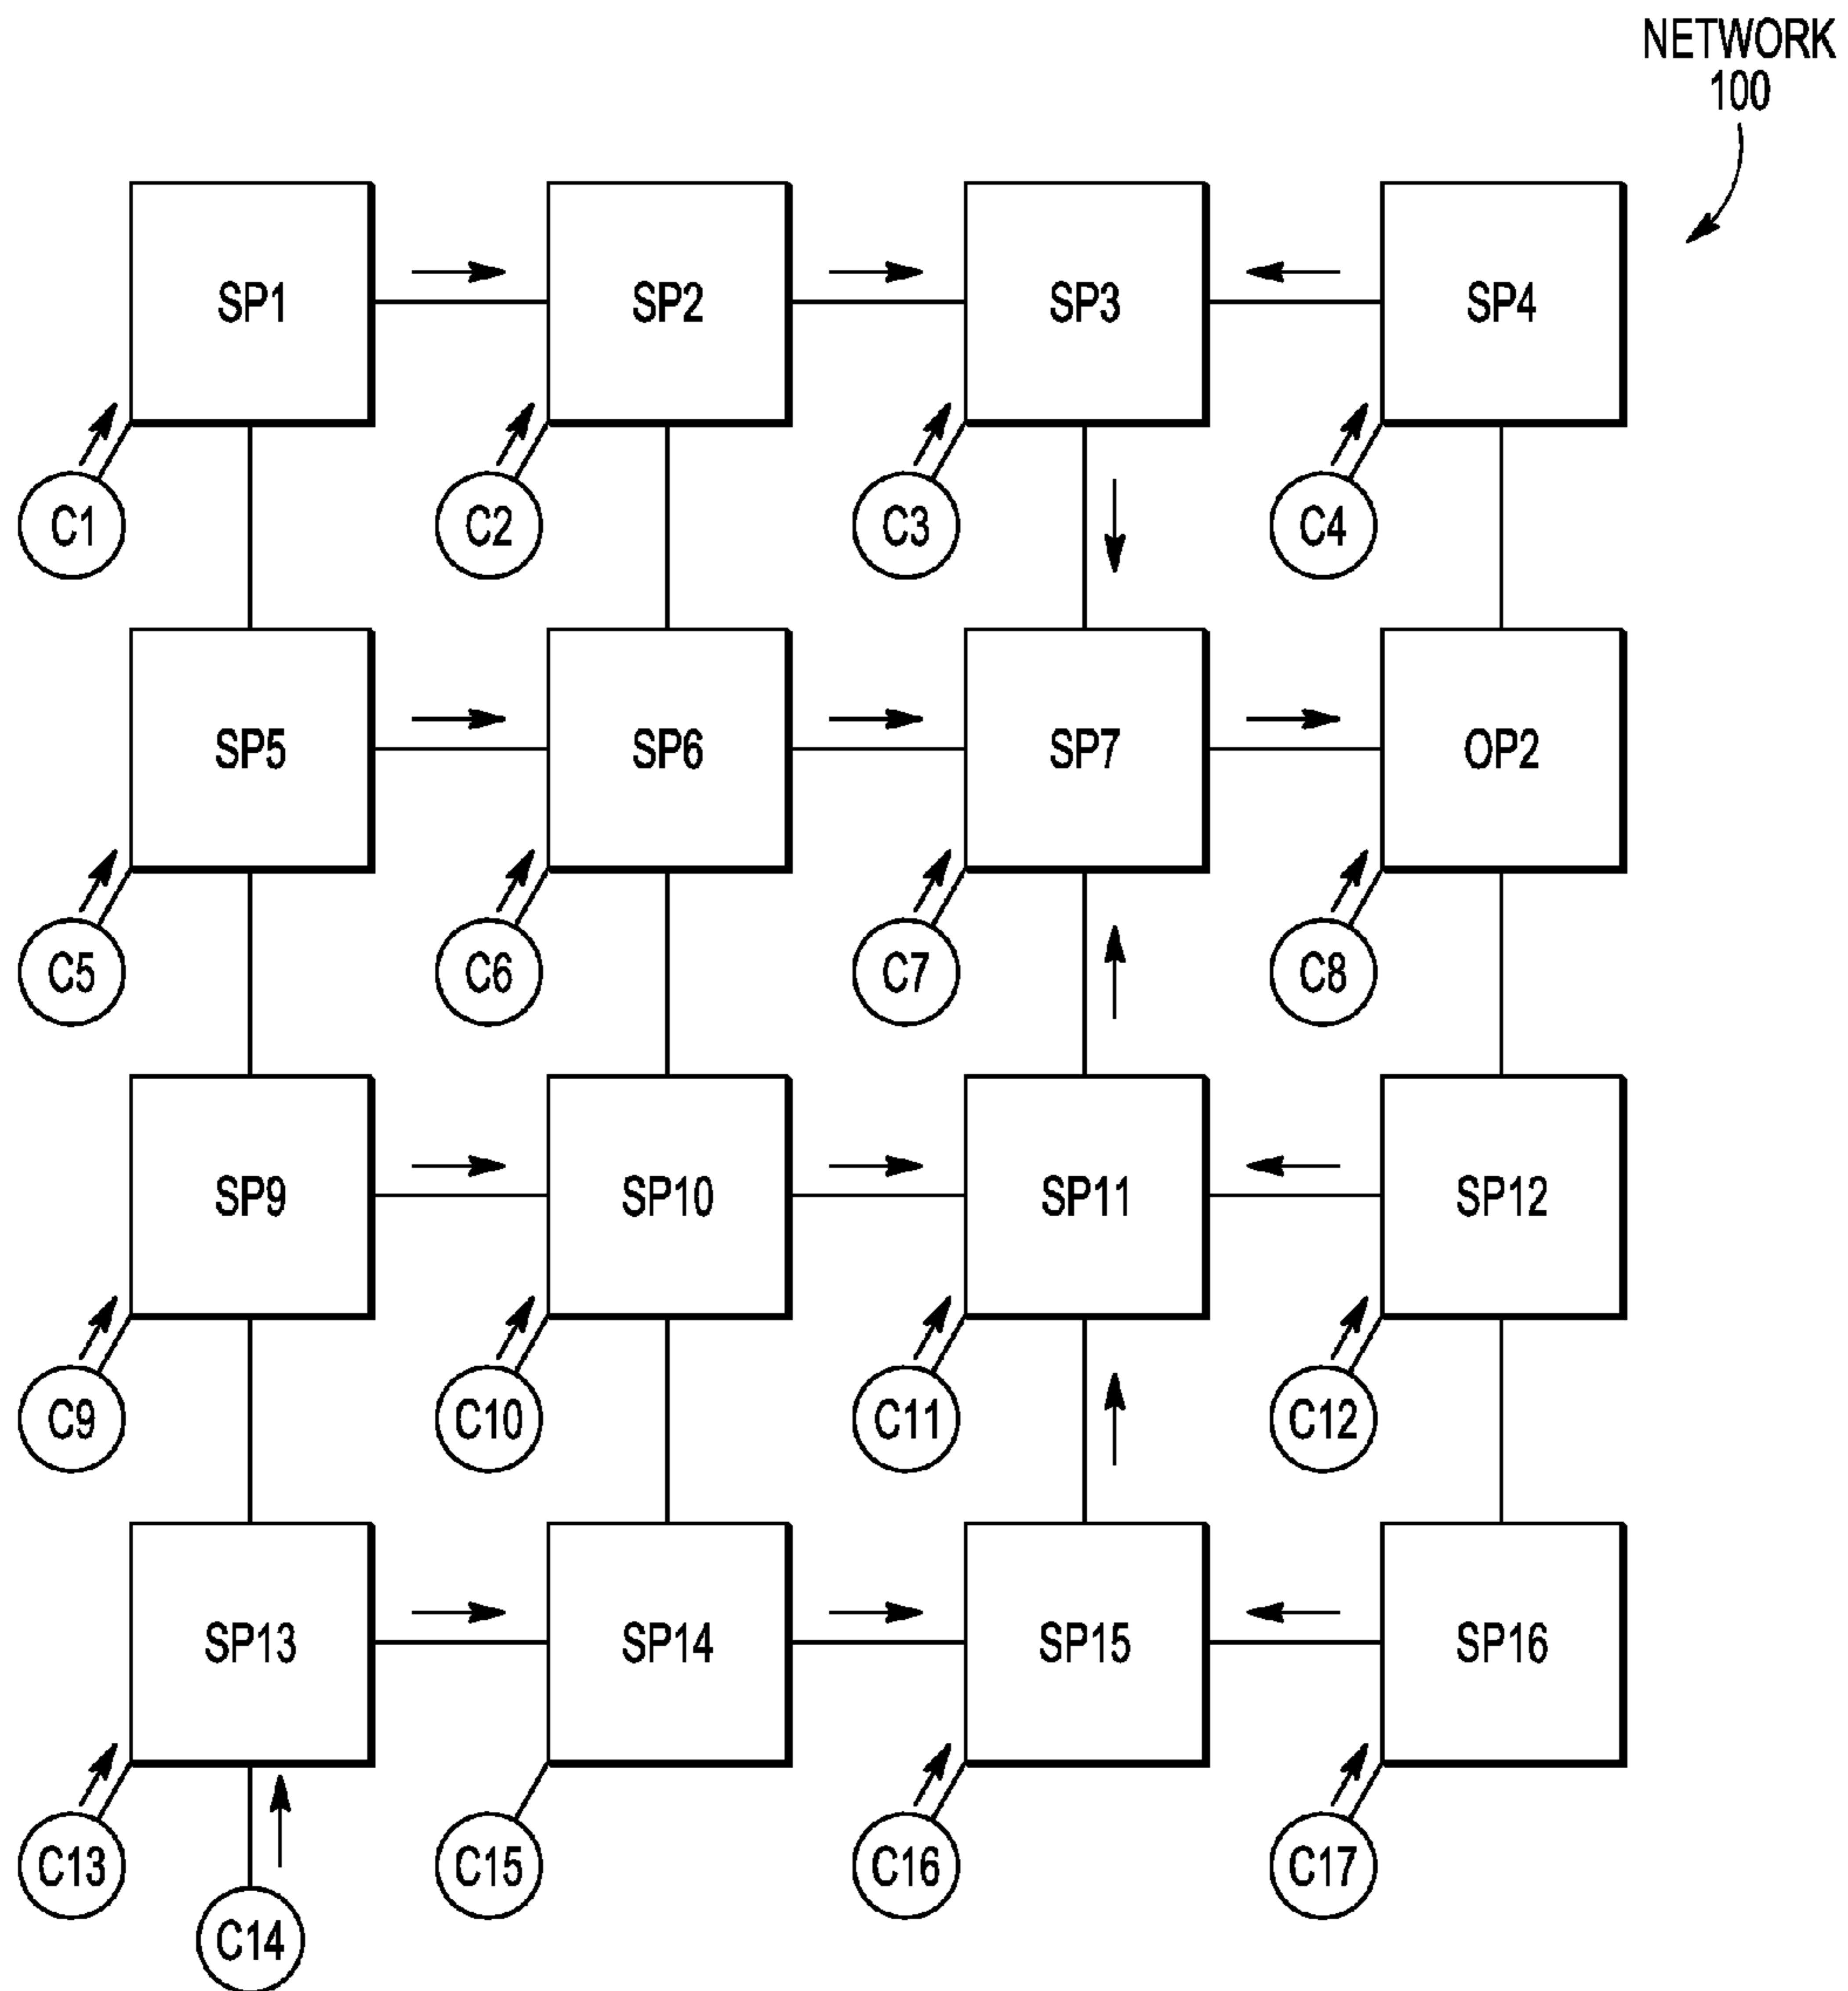 NETWORK
100
SP1
SP2
SP3
SP4
C1
C2
C3
C4
SP5
SP6
SP7
OP2
C5
C6
C7
C8
SP9
SP10
SP11
SP12
C9
C10
C11
C12
SP13
SP14
SP15
SP16
C13
C15
C16
C17
C14